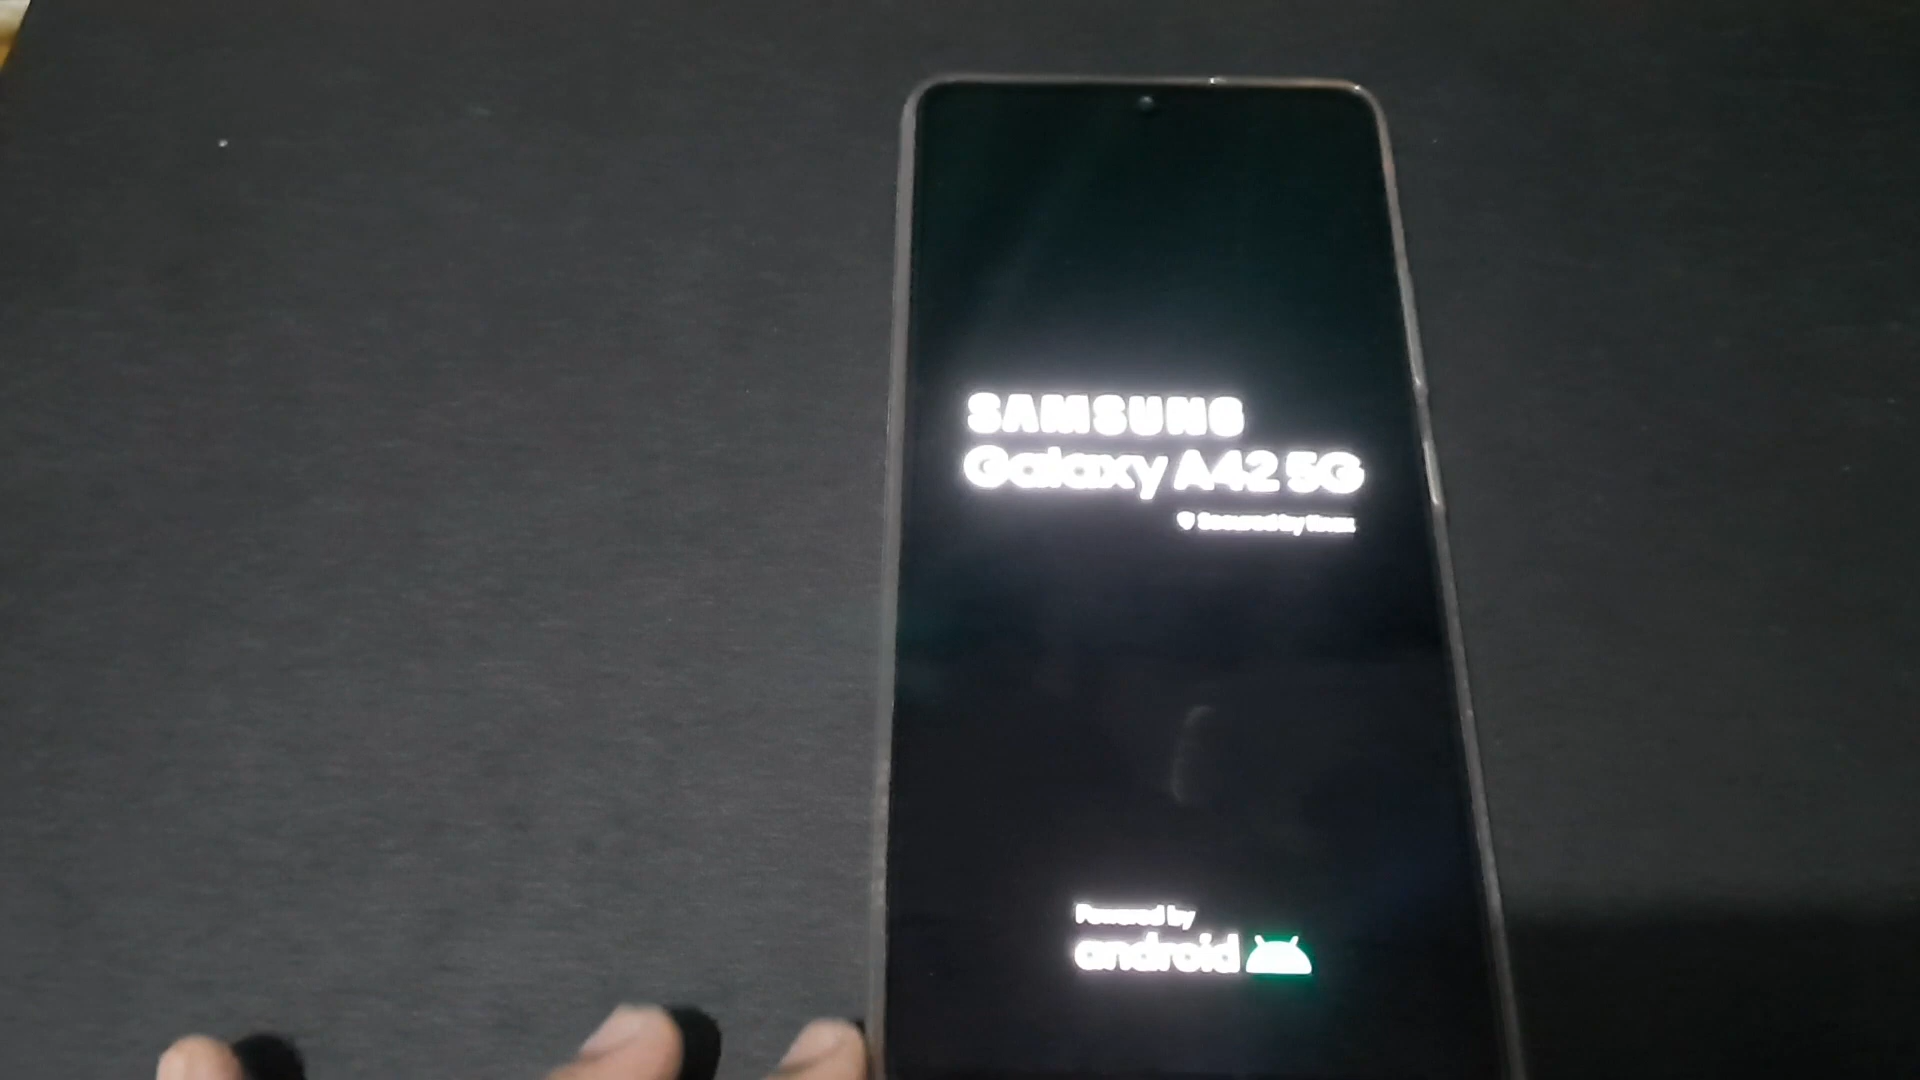 SAMSUNG
Galaxy A42 5G
Secured by Knox
Powered by
android